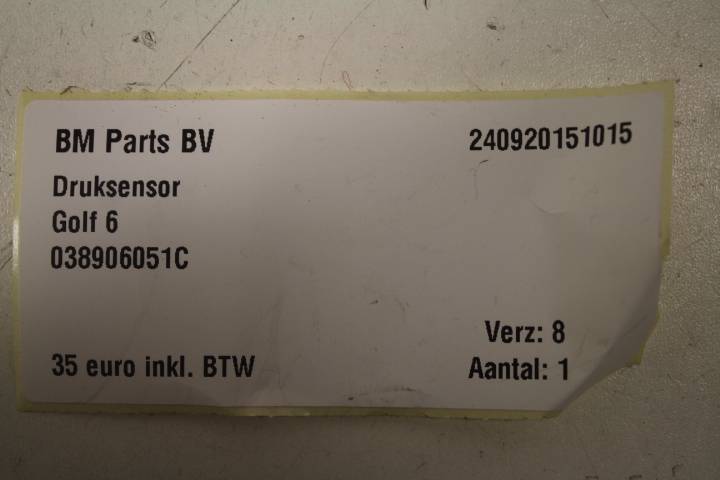 BM Parts BV 240920151015
Druksensor
Golf 6
038906051C
Verz: 8
35 euro inkl. BTW Aantal: 1